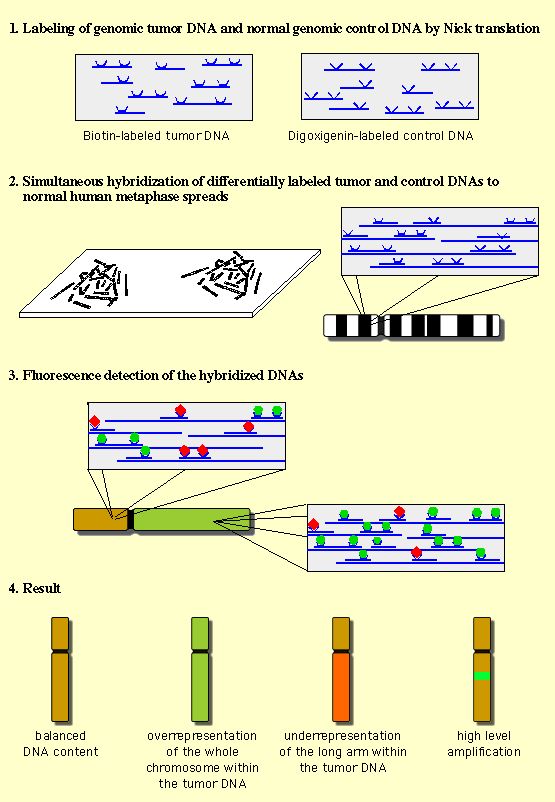 1. Labeling of genomic tumor DNA and normal genomic control DNA by Nick translation
Biotin-labeled tumor DNA
Digoxigenin-labeled control DNA
2. Simultaneous hybridization of differentially labeled tumor and control DNAs to
normal human metaphase spreads
3. Fluorescence detection of the hybridized DNAs
4. Result
balanced
DNA content
overrepresentation
of the whole
chromosome within
the tumor DNA
underrepresentation
of the long arm within
the tumor DNA
high level
amplification